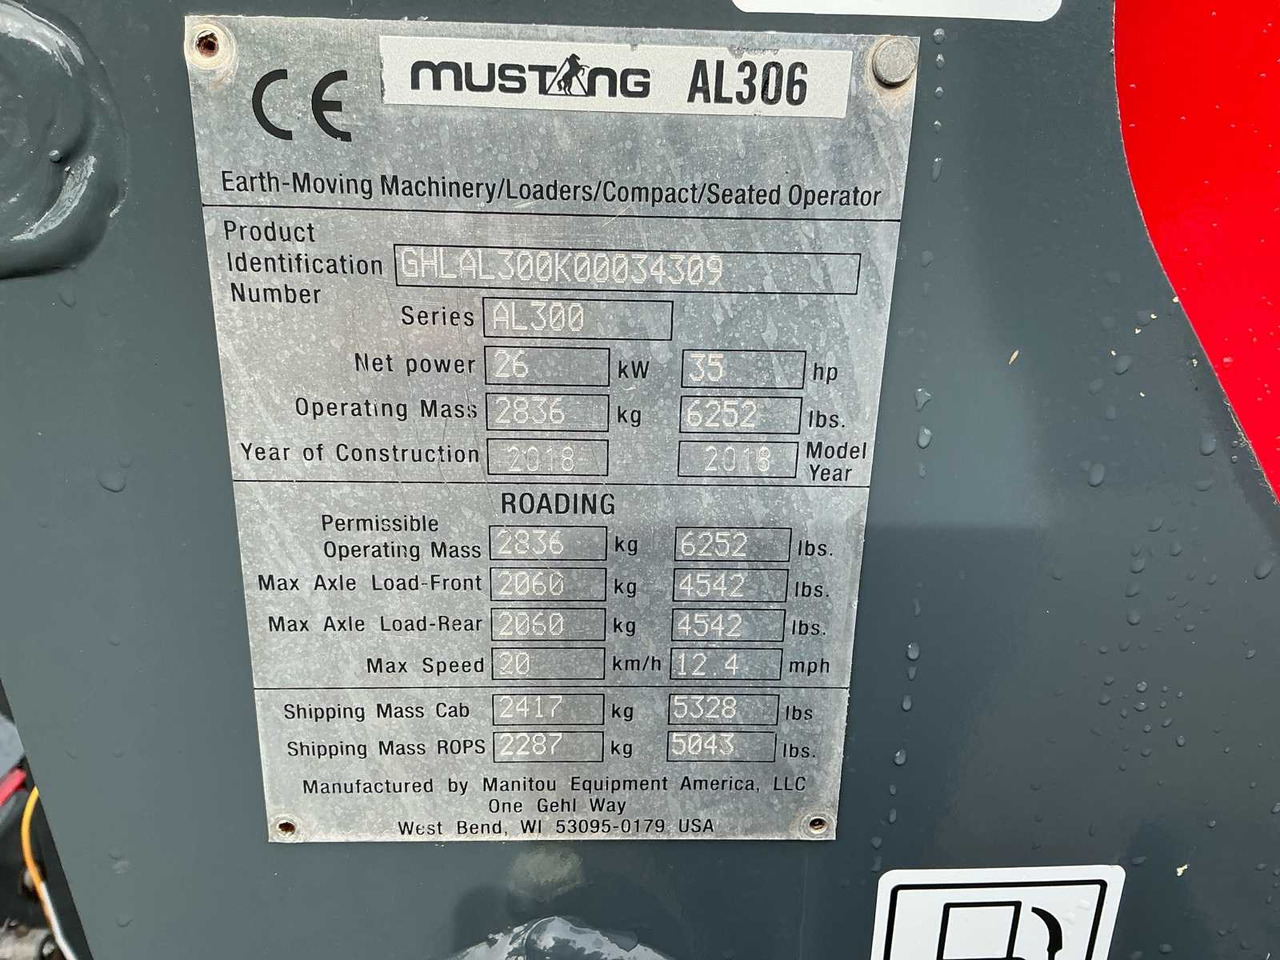 CE MUSTANG AL306
Earth-Moving Machinery/Loaders/Compact/Seated Operator
Product
Identification GHLAL300K00034309
Number
Series AL300
Net power 26 kW 35 hp
Operating Mass 2836 kg 6252 lbs.
Year of Construction 2018 2018 Model
Year
ROADING
Permissible
Operating Mass 2836 kg 6252 lbs.
Max Axle Load-Front 2060 kg 4542 lbs.
Max Axle Load-Rear 2060 kg 4542 lbs.
Max Speed 20 km/h 12.4 mph
Shipping Mass Cab 2417 kg 5328 lbs
Shipping Mass ROPS 2287 kg 5043 lbs.
Manufactured by Manitou Equipment America, LLC
One Gehl Way
West Bend, WI 53095-0179 USA